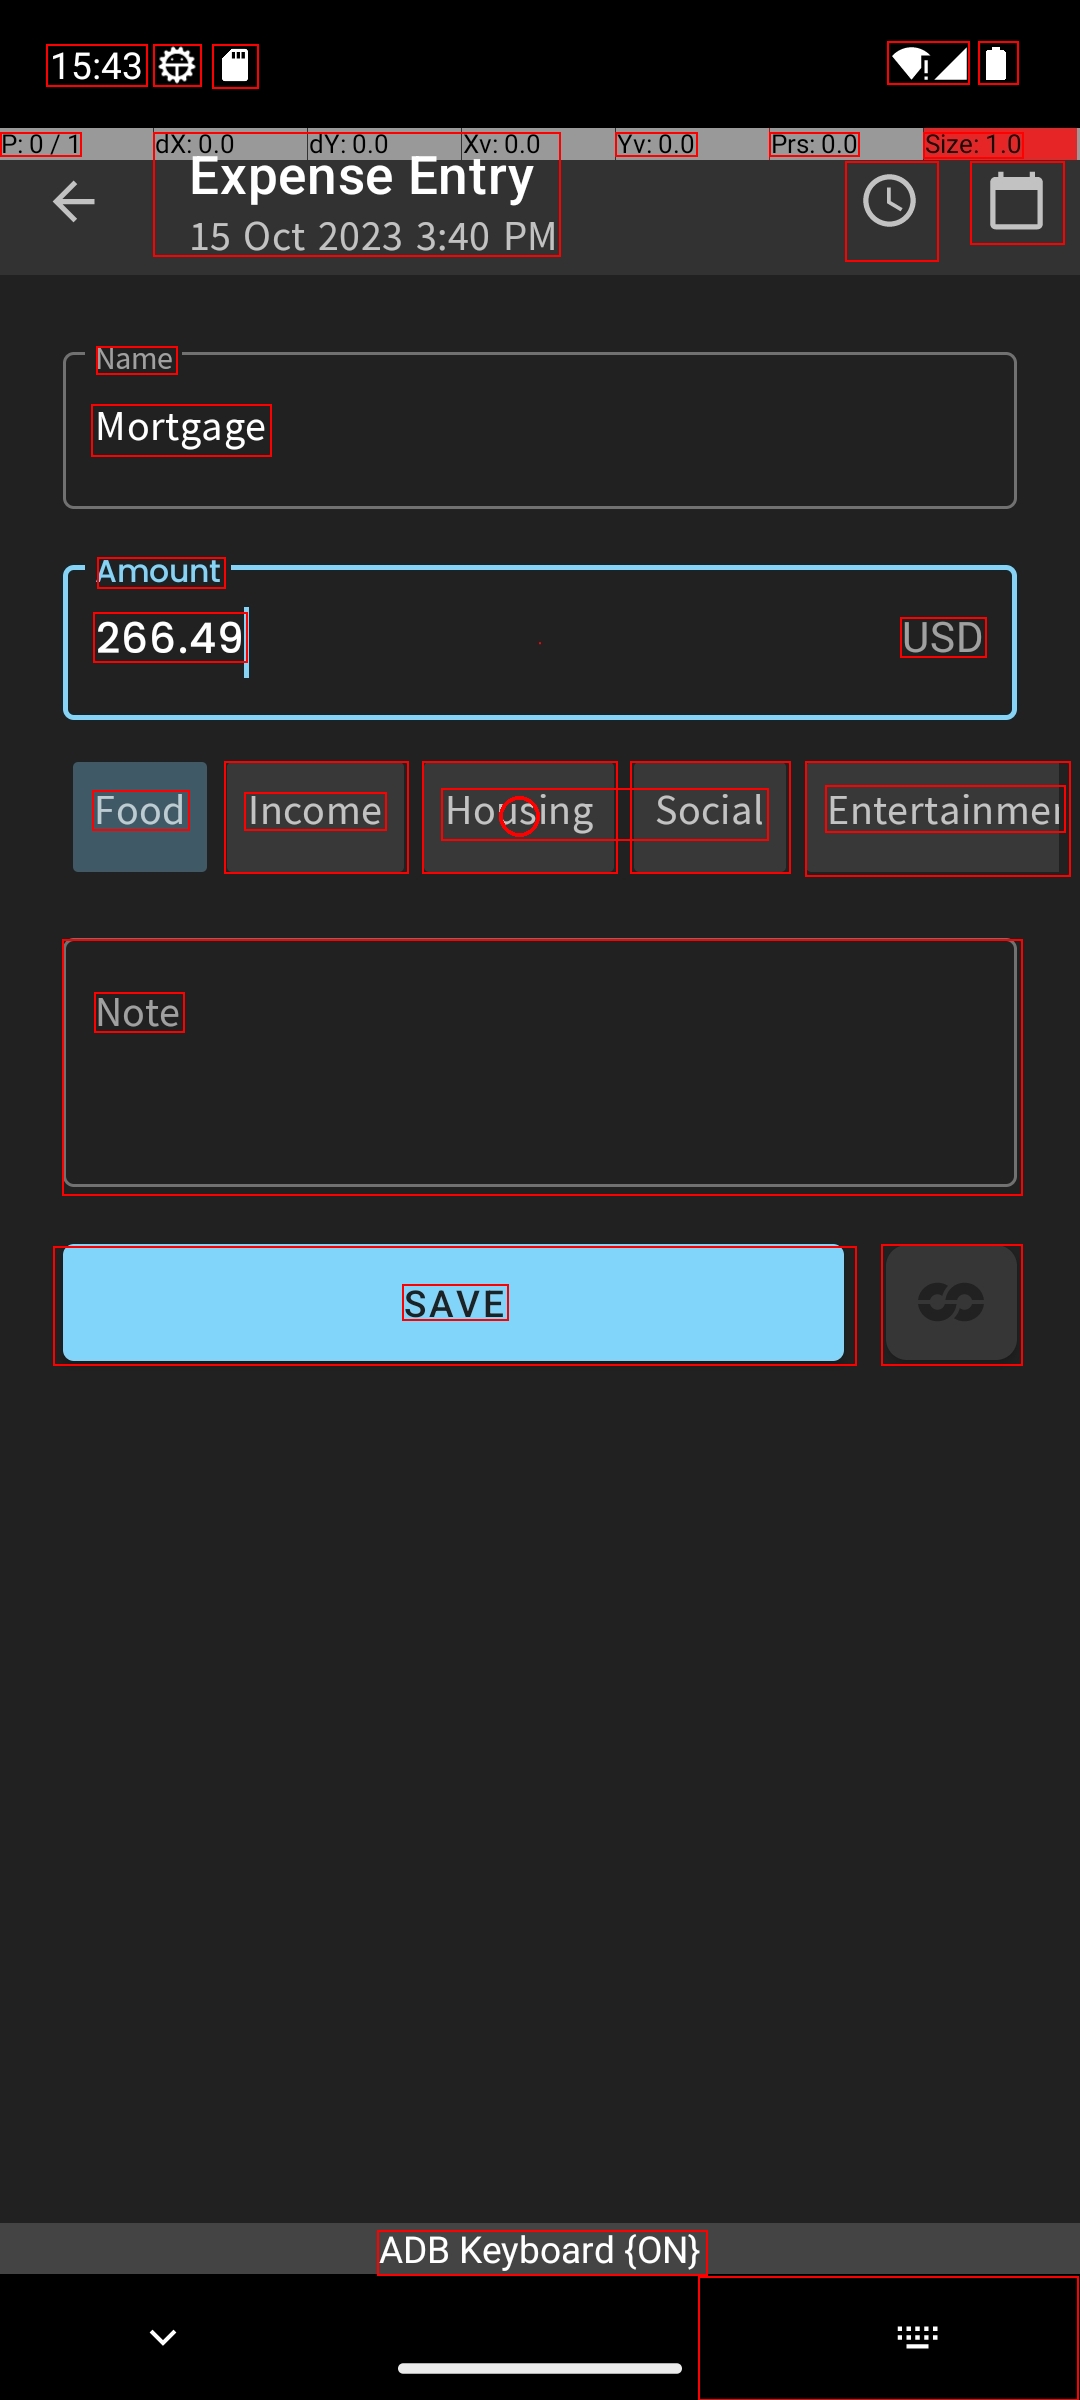 15:43
P: 0 / 1 dX: 0.0 dY: 0.0 Xv: 0.0 Yv: 0.0 Prs: 0.0 Size: 1.0
Expense Entry
15 Oct 2023 3:40 PM
Name
Mortgage
Amount
266.49 USD
Food Income Housing Social Entertainmen
Note
SAVE
ADB Keyboard {ON}